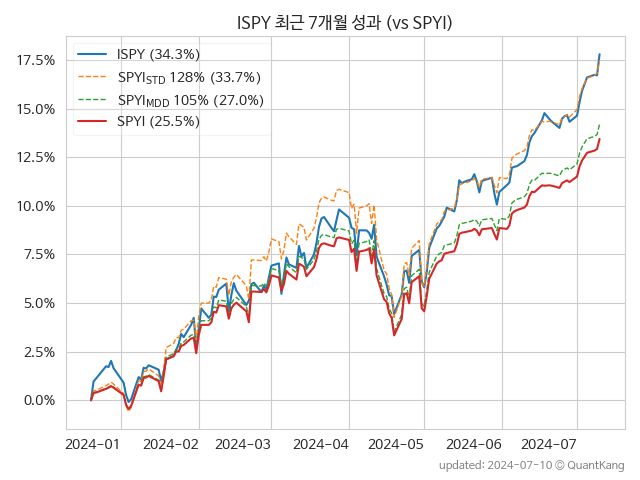 ISPY 최근 7개월 성과 (vs SPYI)
17.5%
15.0%
12.5%
10.0%
7.5%
5.0%
2.5%
0.0%
ISPY (34.3%)
SPYISTD 128% (33.7%)
SPYIMDD 105% (27.0%)
SPYI (25.5%)
2024-01 2024-02 2024-03 2024-04 2024-05 2024-06 2024-07
updated: 2024-07-10 ⓒ QuantKang